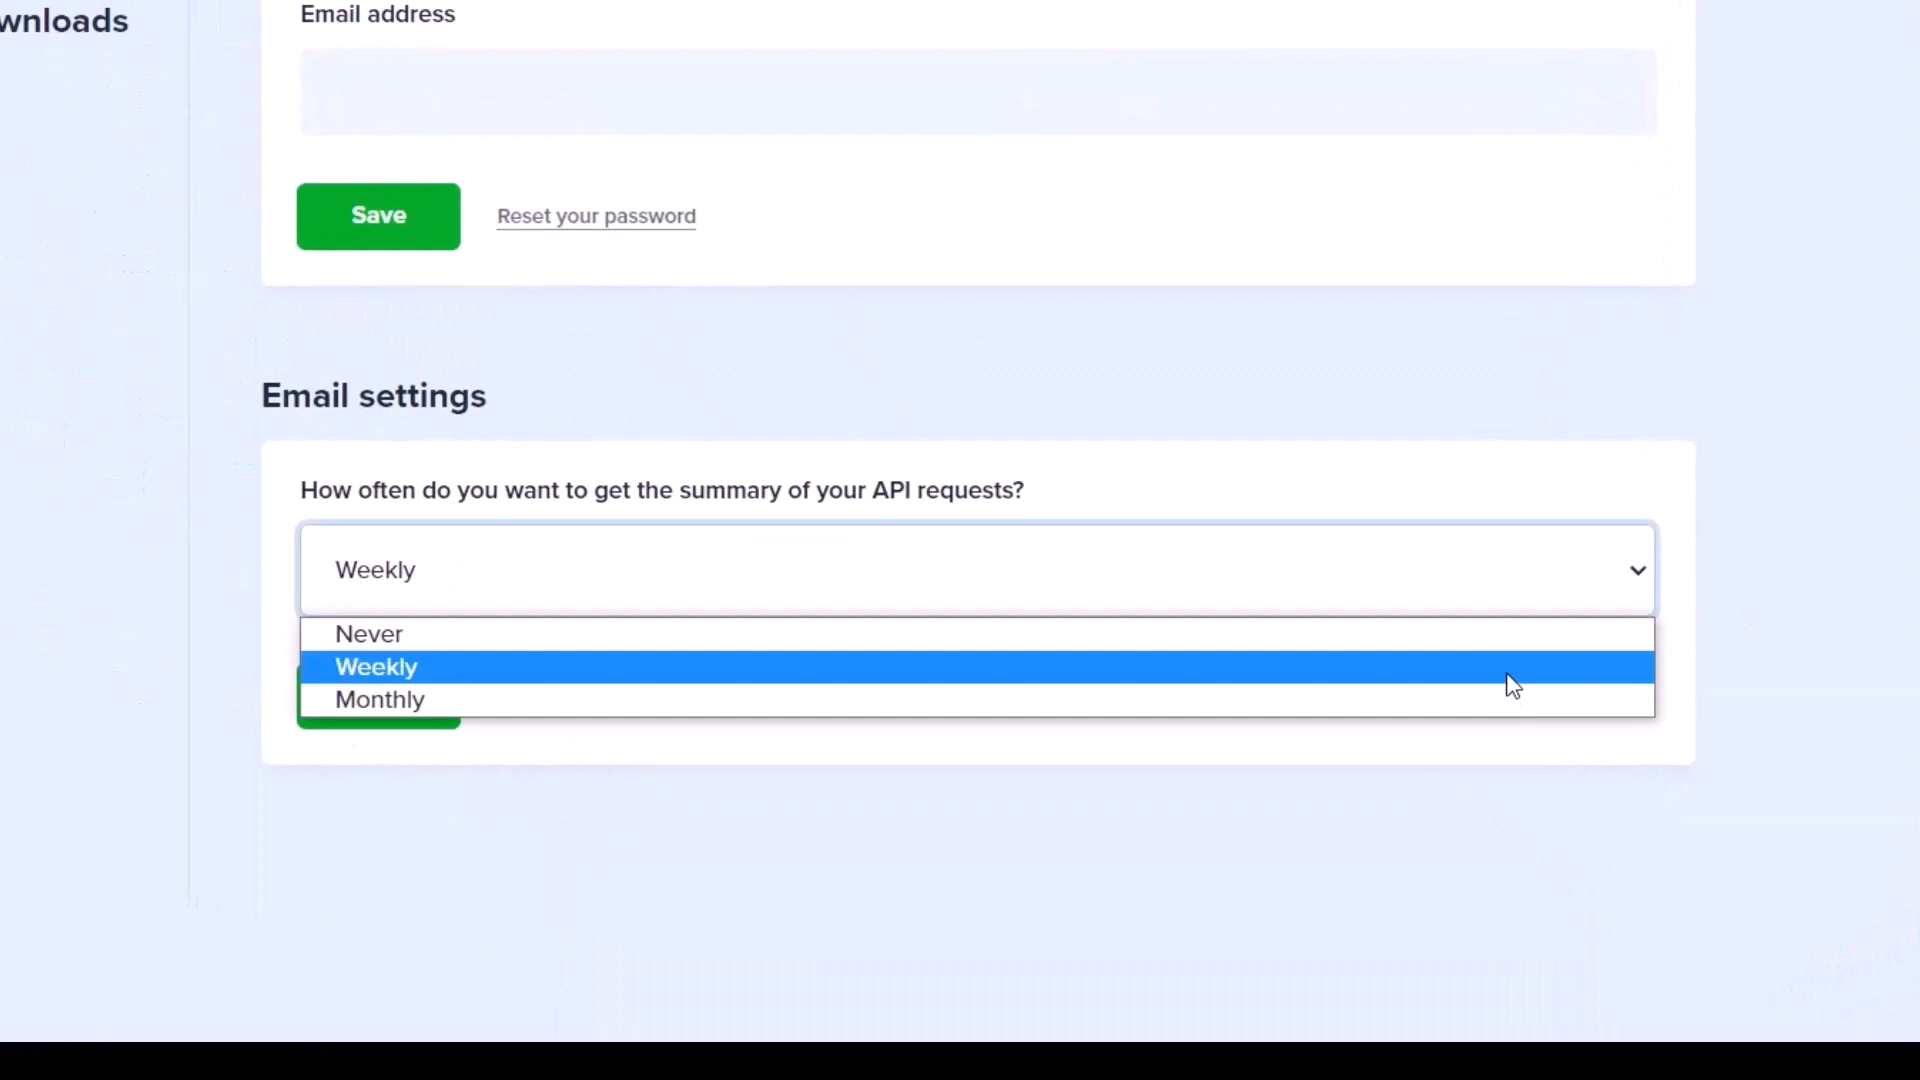 wnloads
Email address
Save
Reset your password
Email settings
How often do you want to get the summary of your API requests?
Weekly
Never
Weekly
Monthly